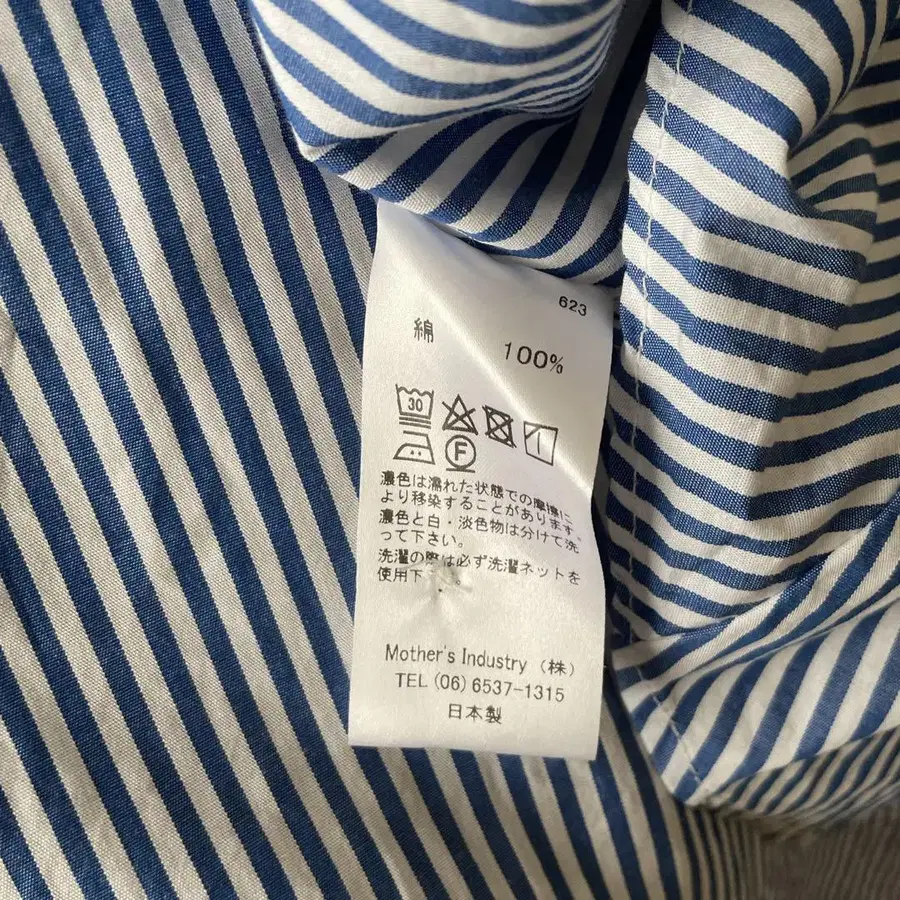 623
綿 100%
30
F
濃色は濡れた状態での摩擦に
より移染することがあります。
濃色と白・淡色物は分けて洗
って下さい。
洗濯の際は必ず洗濯ネットを
使用下
Mother's Industry (株)
TEL (06) 6537-1315
日本製